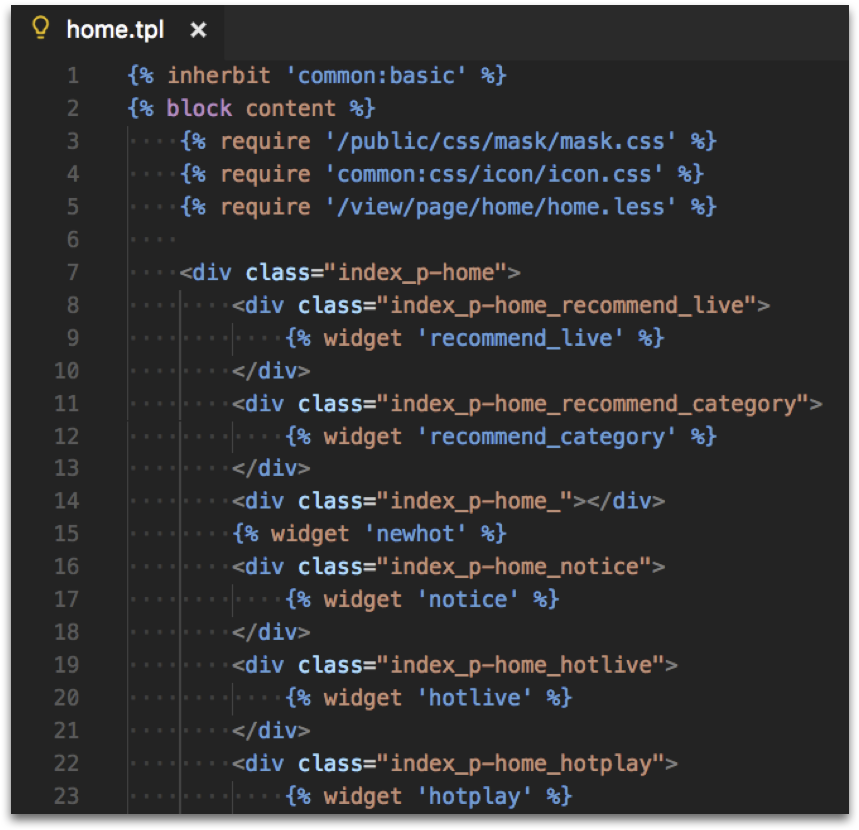 home.tpl ×
1 {% inherbit 'common:basic' %}
2 {% block content %}
3 {% require '/public/css/mask/mask.css' %}
4 {% require 'common:css/icon/icon.css' %}
5 {% require '/view/page/home/home.less' %}
6
7 <div class="index_p-home">
8 <div class="index_p-home_recommend_live">
9 {% widget 'recommend_live' %}
10 </div>
11 <div class="index_p-home_recommend_category">
12 {% widget 'recommend_category' %}
13 </div>
14 <div class="index_p-home_"></div>
15 {% widget 'newhot' %}
16 <div class="index_p-home_notice">
17 {% widget 'notice' %}
18 </div>
19 <div class="index_p-home_hotlive">
20 {% widget 'hotlive' %}
21 </div>
22 <div class="index_p-home_hotplay">
23 {% widget 'hotplay' %}